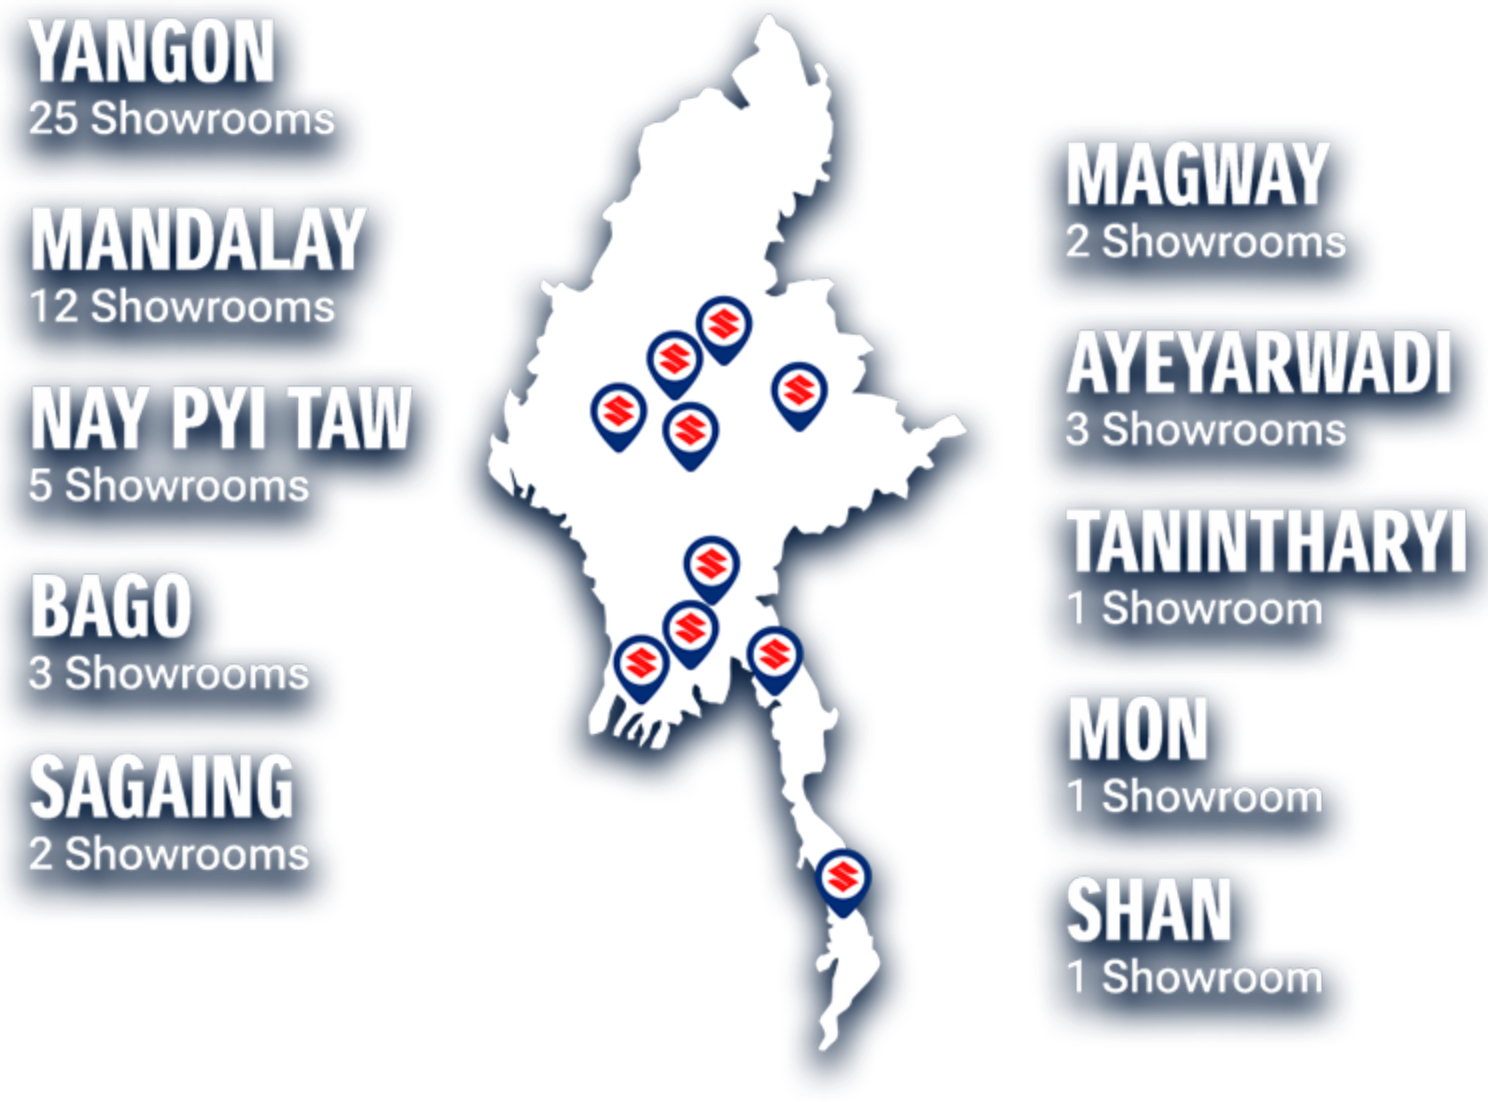 YANGON
25 Showrooms
MANDALAY
12 Showrooms
NAY PYI TAW
5 Showrooms
BAGO
3 Showrooms
SAGAING
2 Showrooms
MAGWAY
2 Showrooms
AYEYARWADI
3 Showrooms
TANINTHARYI
1 Showroom
MON
1 Showroom
SHAN
1 Showroom